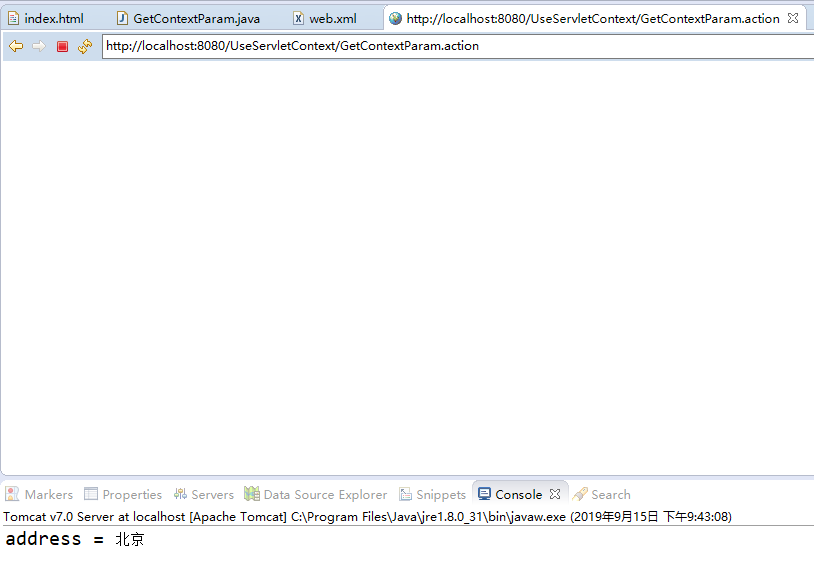 index.html GetContextParam.java web.xml http://localhost:8080/UseServletContext/GetContextParam.action
http://localhost:8080/UseServletContext/GetContextParam.action
Markers Properties Servers Data Source Explorer Snippets Console Search
Tomcat v7.0 Server at localhost [Apache Tomcat] C:\Program Files\Java\jre1.8.0_31\bin\javaw.exe (2019年9月15日 下午9:43:08)
address = 北京